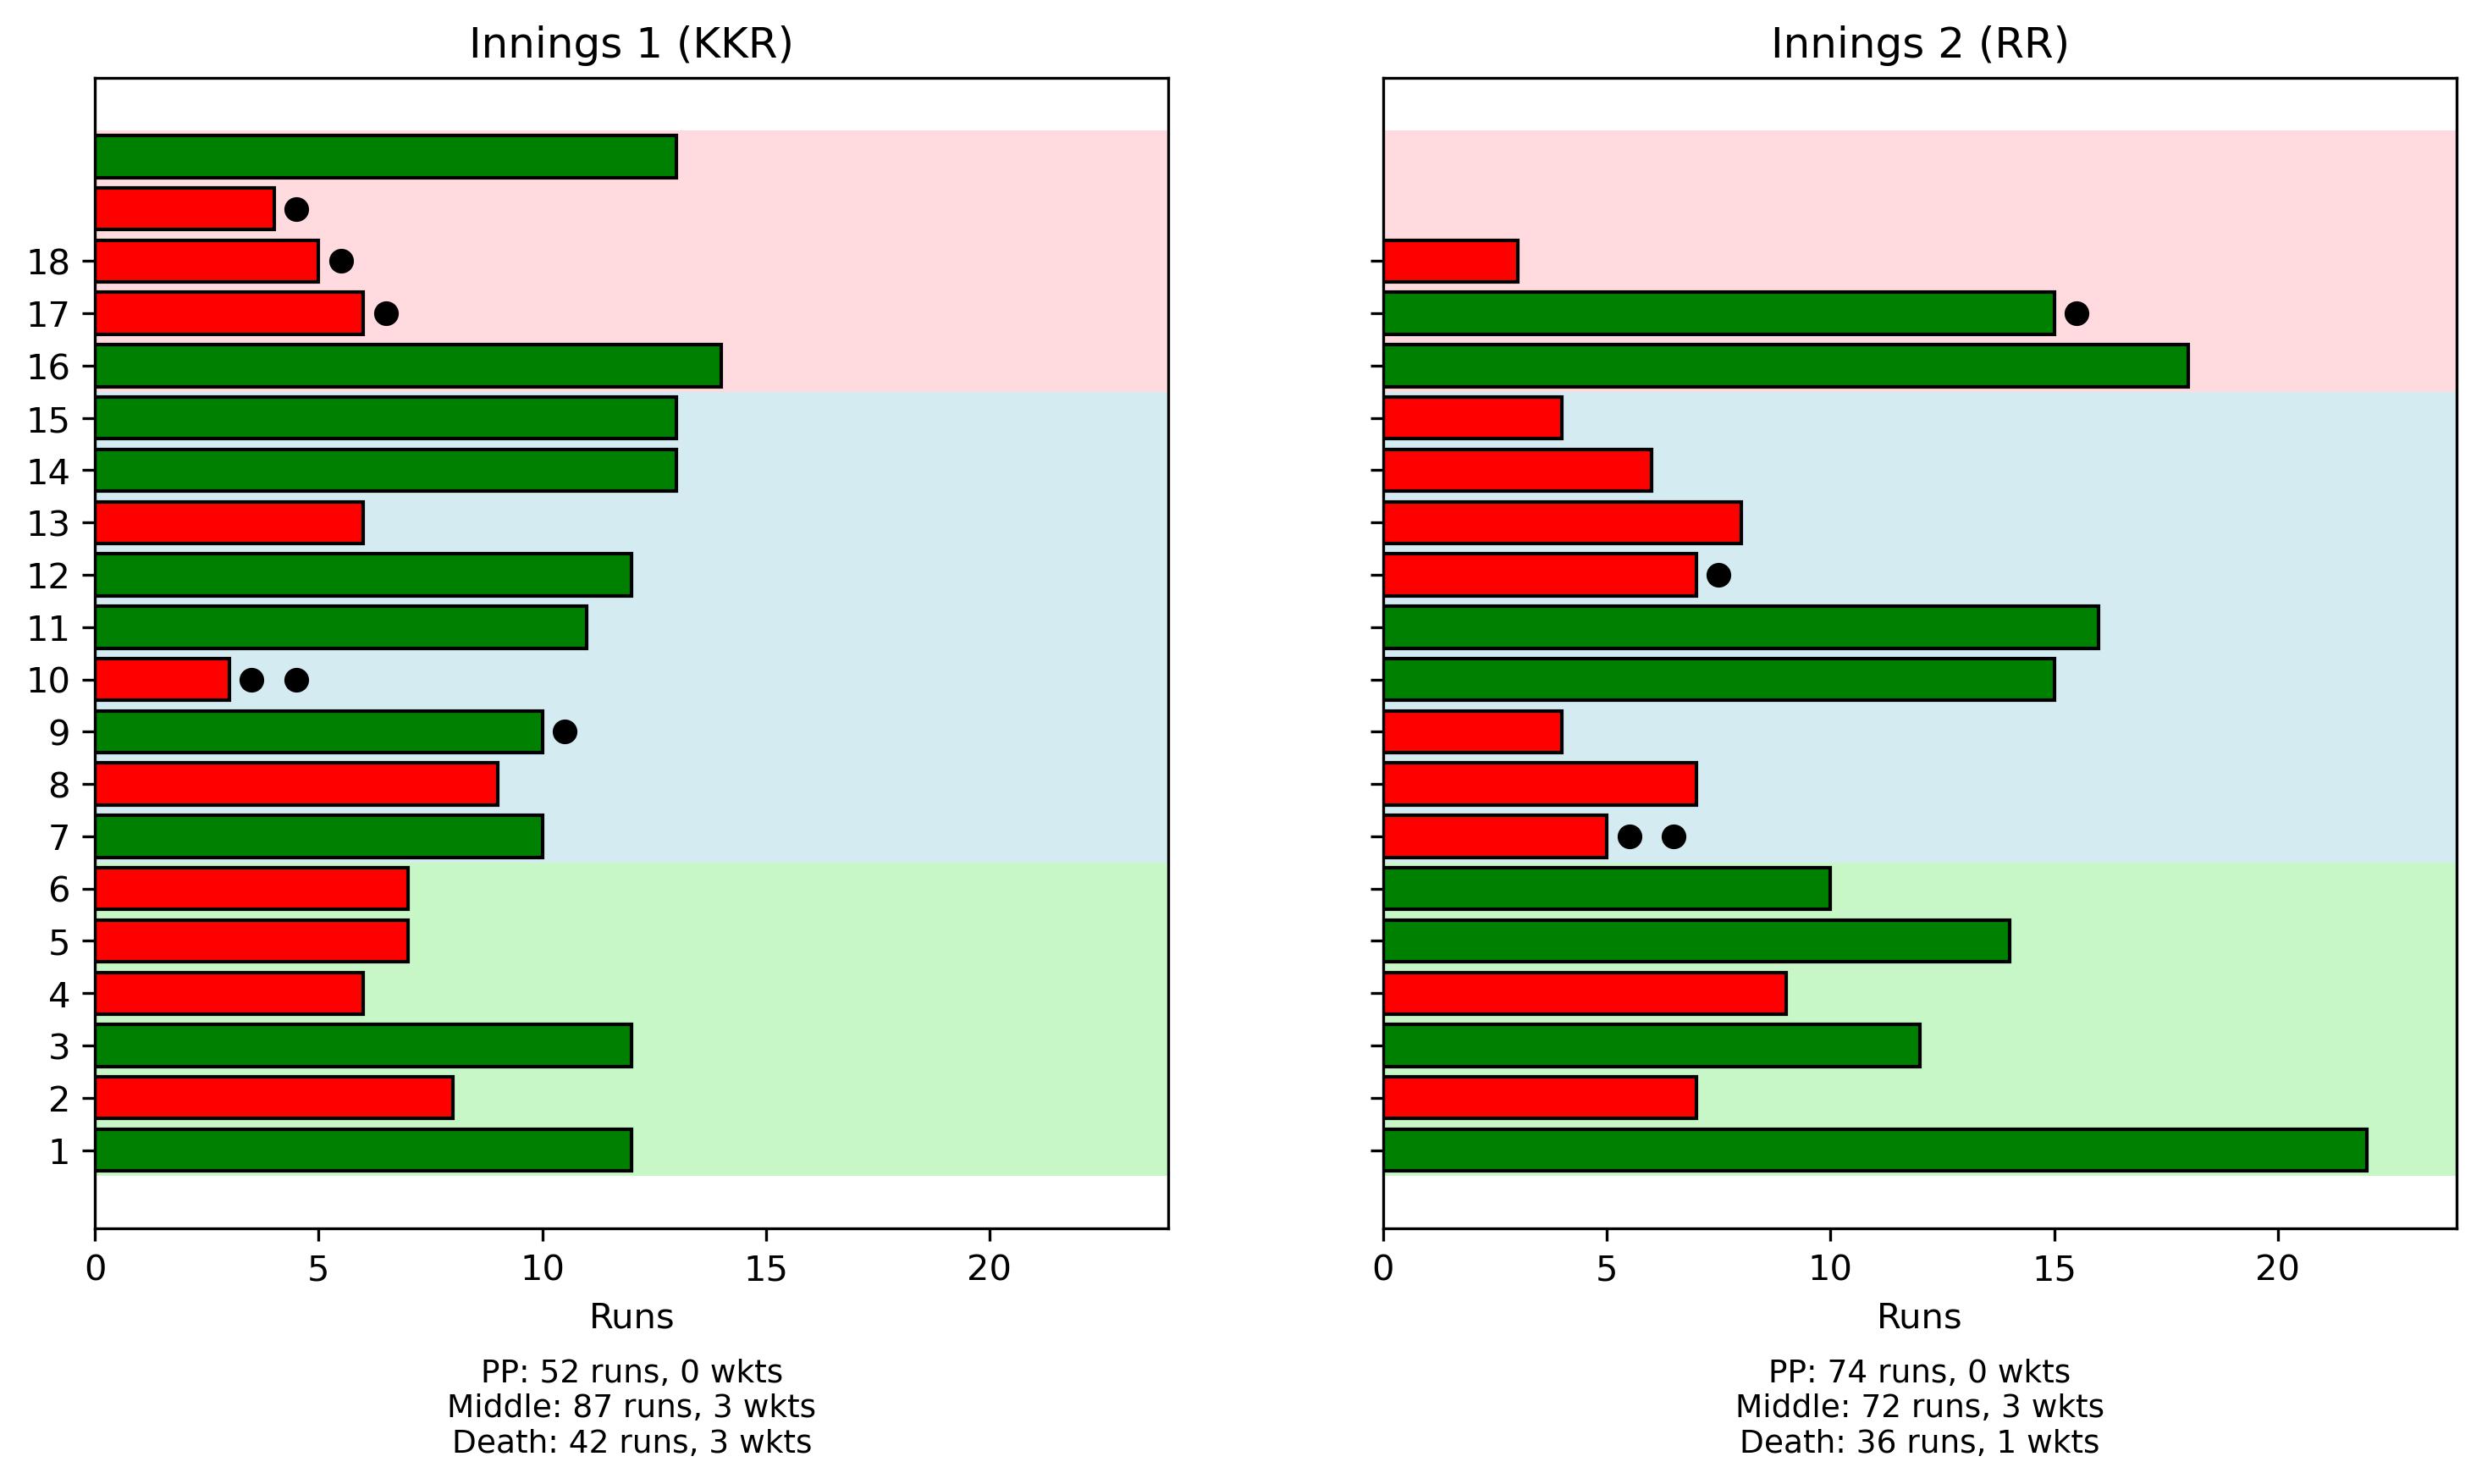 Innings 1 (KKR)
18
17
16
15
14
13
12
11
10
9
8
7
6
5
4
3
2
1
0 5 10 15 20
Runs
PP: 52 runs, 0 wkts
Middle: 87 runs, 3 wkts
Death: 42 runs, 3 wkts
Innings 2 (RR)
0 5 10 15 20
Runs
PP: 74 runs, 0 wkts
Middle: 72 runs, 3 wkts
Death: 36 runs, 1 wkts